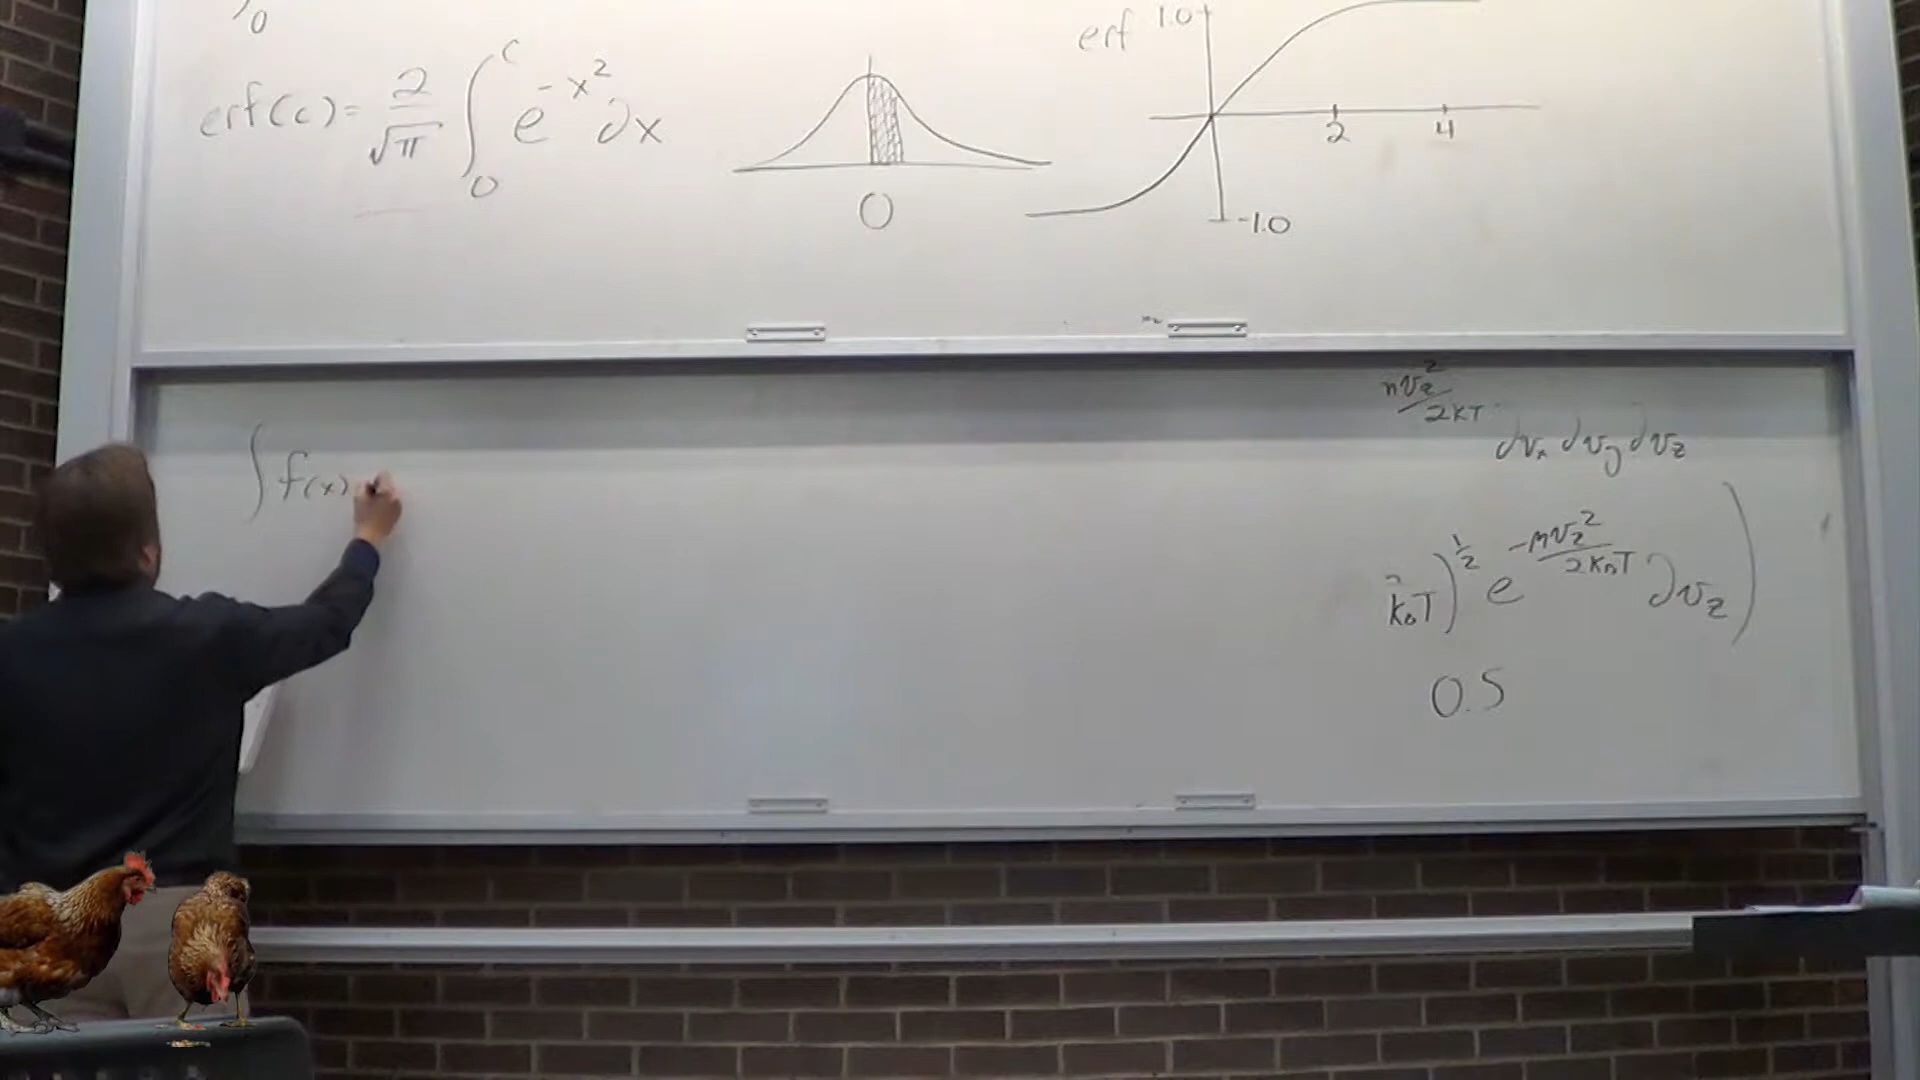 0
erf(c) = 2/√π ∫₀ᶜ e^(-x²) ∂x
0
erf 1.0
2 4
-1.0
∫ f(x)
mv_z²/2KT ∂v_x ∂v_y ∂v_z
k_BT)^(1/2) e^(-mv_z²/2k_BT) ∂v_z)
0.5